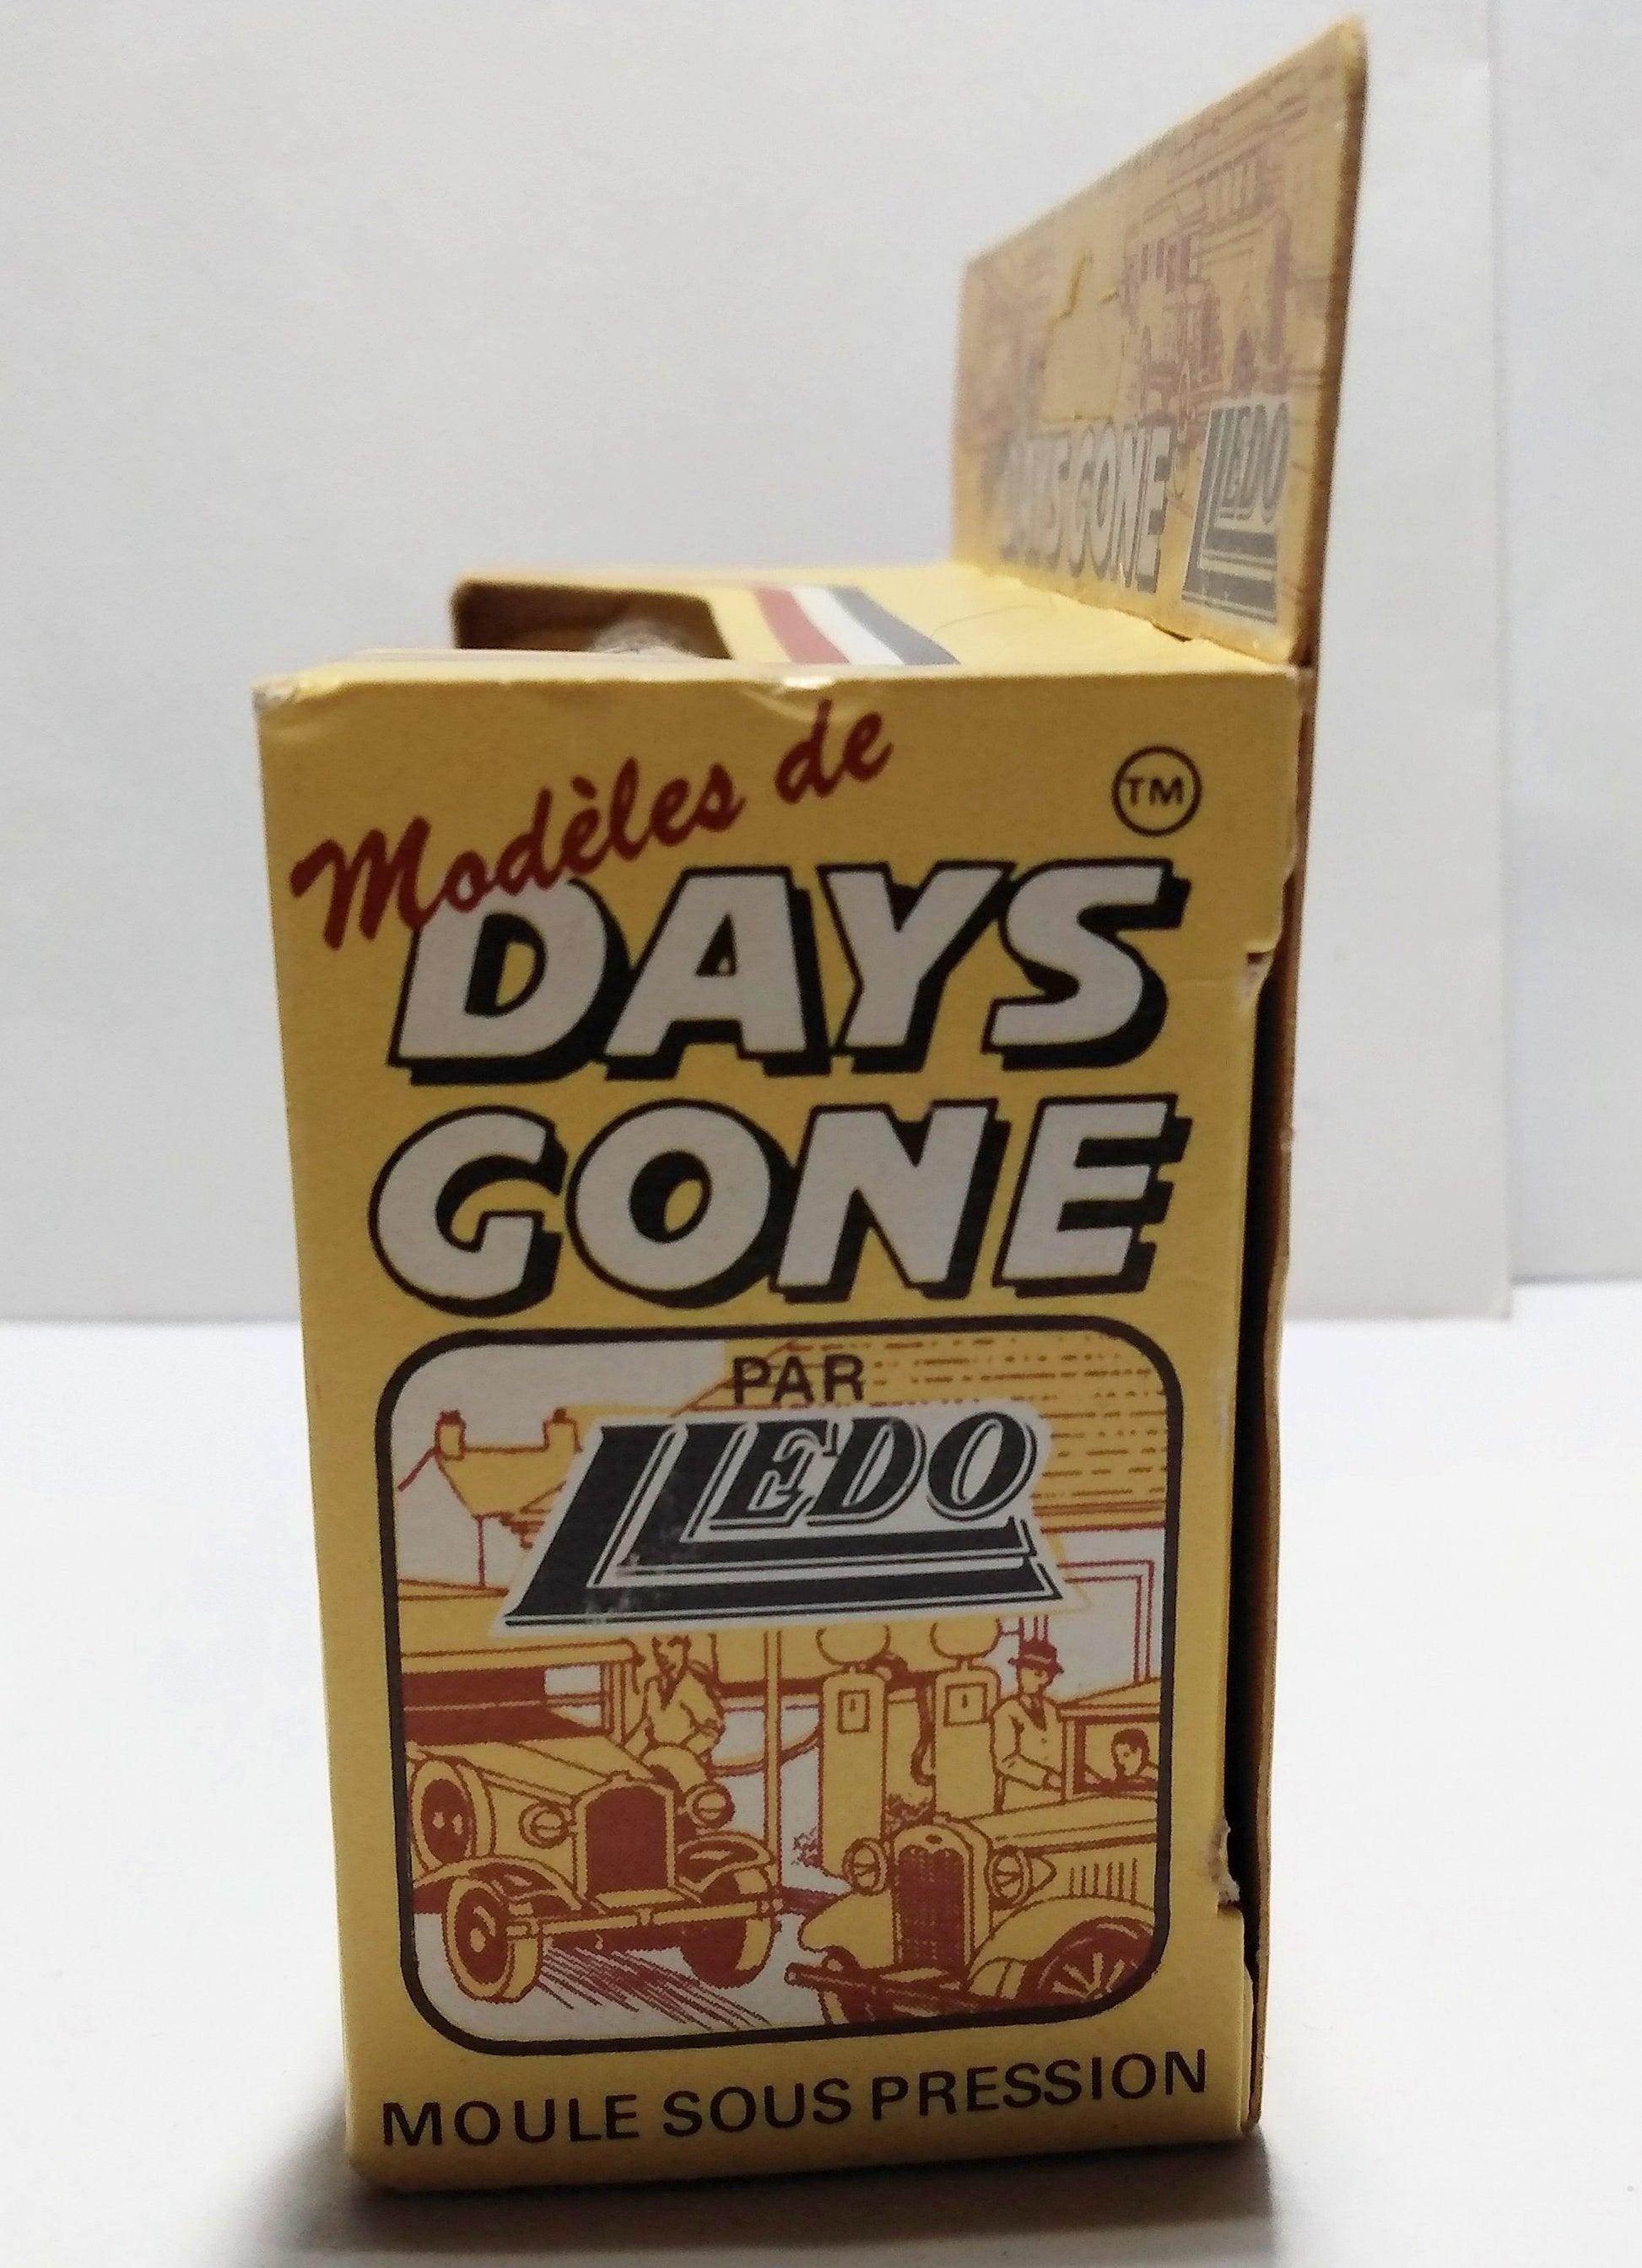 DAYS GONE LLEDO
Modèles de
TM
DAYS
GONE
PAR
LLEDO
MOULE SOUS PRESSION